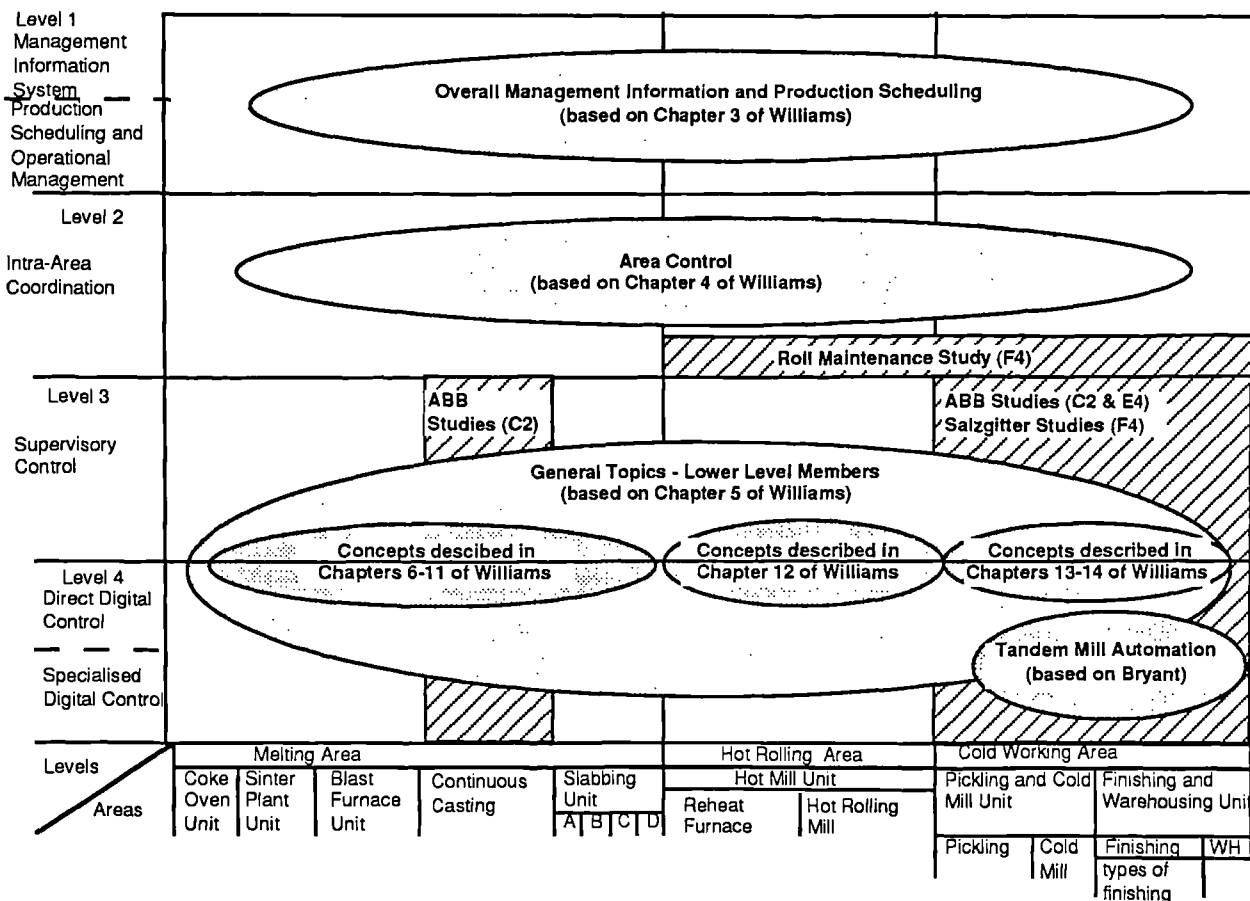 Level 1
Management
Information
System
Production
Scheduling and
Operational
Management
Overall Management Information and Production Scheduling
(based on Chapter 3 of Williams)
Level 2
Intra-Area
Coordination
Area Control
(based on Chapter 4 of Williams)
Roll Maintenance Study (F4)
Level 3
Supervisory
Control
ABB
Studies (C2)
ABB Studies (C2 & E4)
Salzgitter Studies (F4)
General Topics - Lower Level Members
(based on Chapter 5 of Williams)
Concepts described in
Chapters 6-11 of Williams
Concepts described in
Chapter 12 of Williams
Concepts described in
Chapters 13-14 of Williams
Level 4
Direct Digital
Control
Specialised
Digital Control
Tandem Mill Automation
(based on Bryant)
Levels
Areas
Melting Area
Hot Rolling Area
Cold Working Area
Coke
Oven
Unit
Sinter
Plant
Unit
Blast
Furnace
Unit
Continuous
Casting
Slabbing
Unit
A B C D
Hot Mill Unit
Reheat
Furnace
Hot Rolling
Mill
Pickling and Cold
Mill Unit
Finishing and
Warehousing Unit
Pickling
Cold
Mill
Finishing
types of
finishing
WH